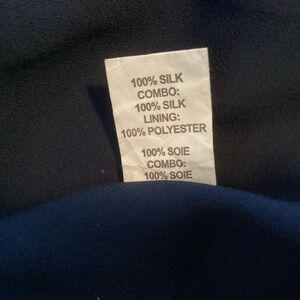 100% SILK
COMBO:
100% SILK
LINING:
100% POLYESTER
100% SOIE
COMBO:
100% SOIE